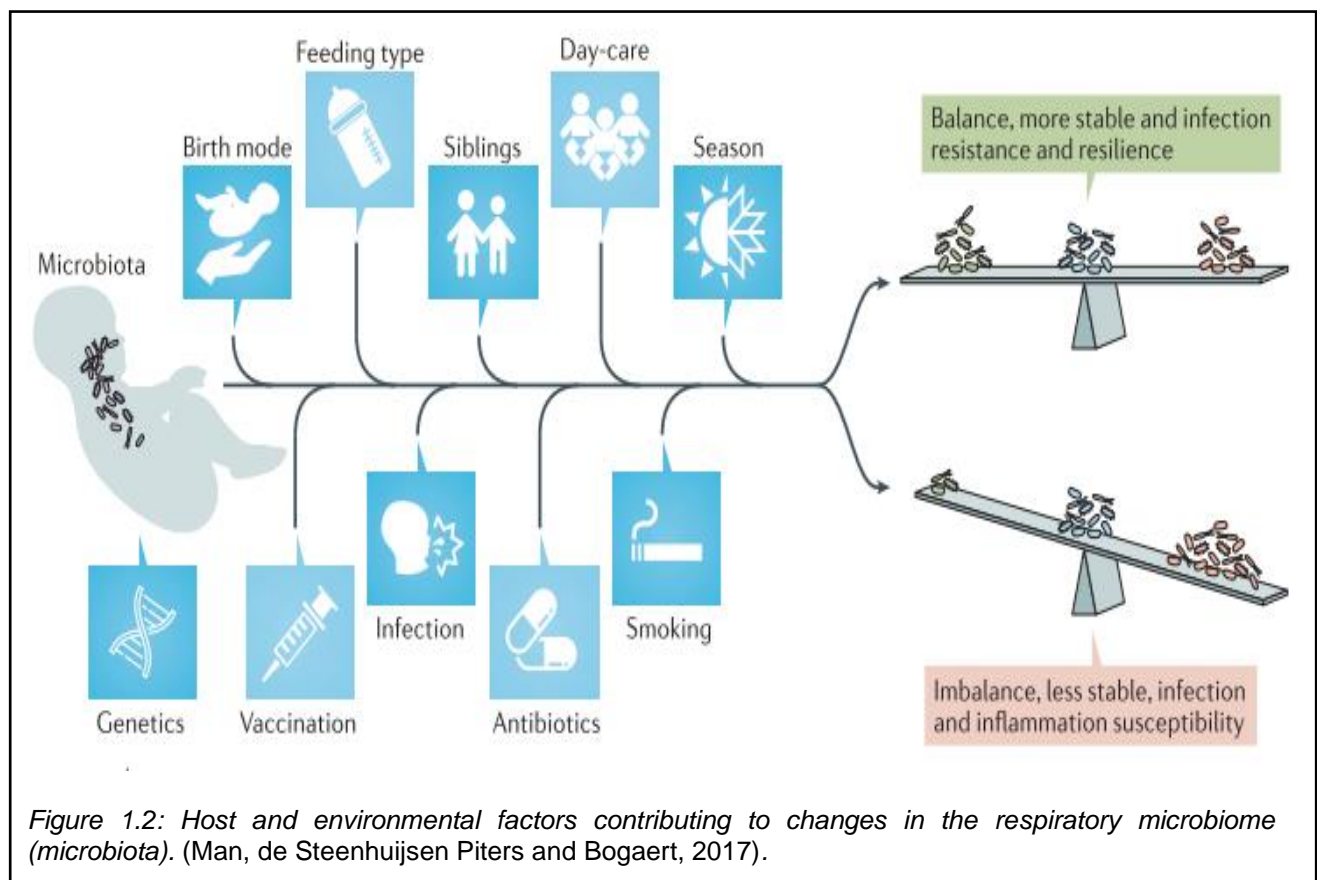 Feeding type
Day-care
Birth mode
Siblings
Season
Balance, more stable and infection
resistance and resilience
Microbiota
Genetics
Vaccination
Infection
Antibiotics
Smoking
Imbalance, less stable, infection
and inflammation susceptibility
Figure 1.2: Host and environmental factors contributing to changes in the respiratory microbiome
(microbiota). (Man, de Steenhuijsen Piters and Bogaert, 2017).